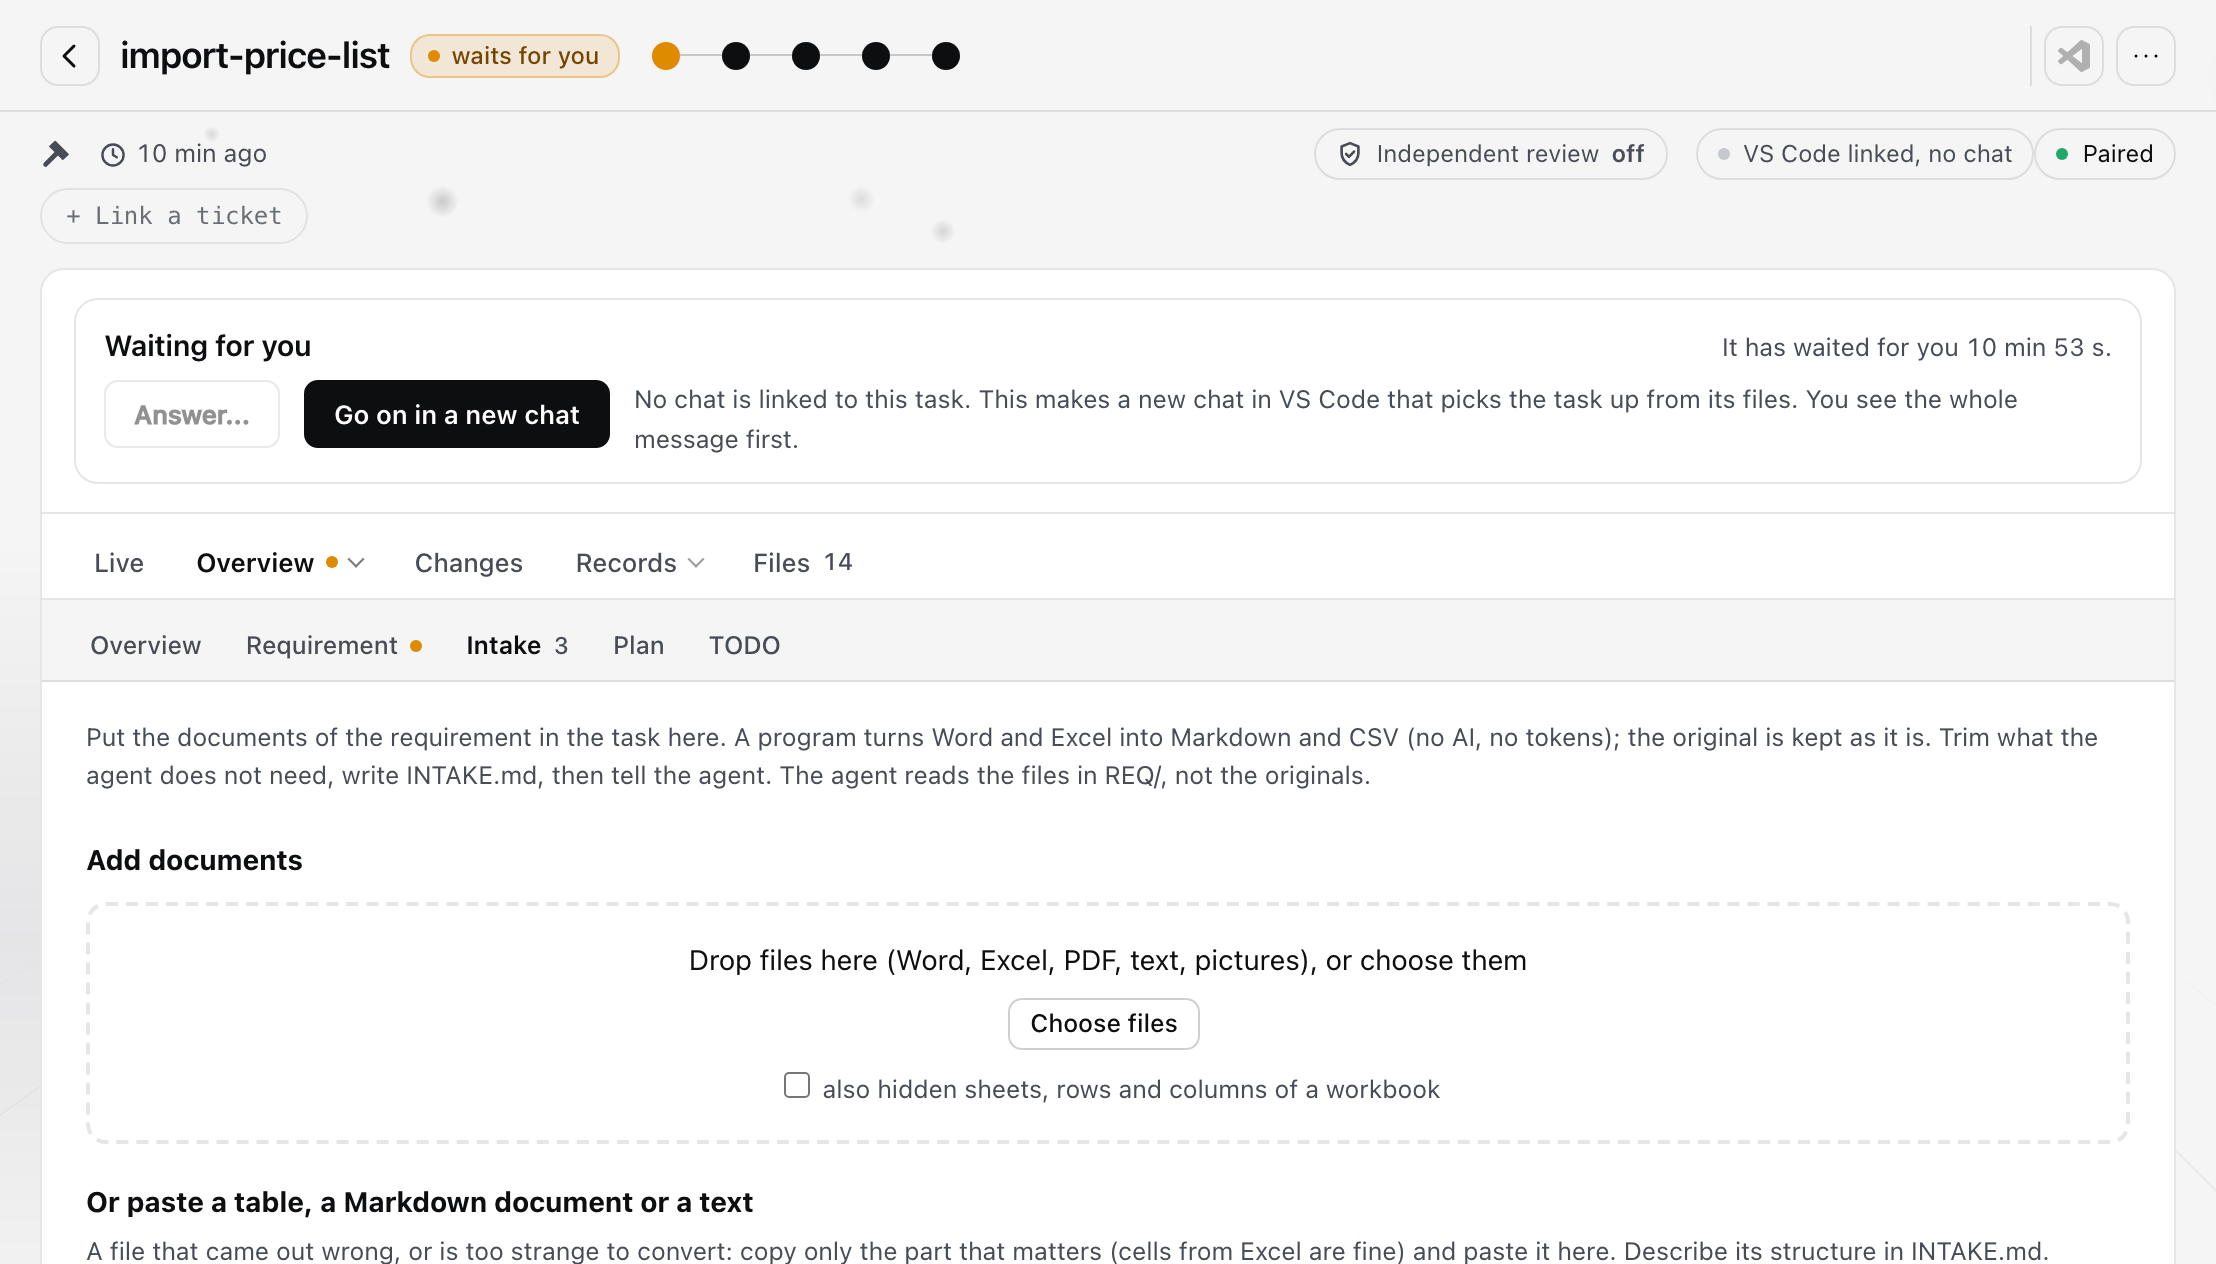 import-price-list
waits for you
10 min ago
Independent review off
VS Code linked, no chat
Paired
+ Link a ticket
Waiting for you
It has waited for you 10 min 53 s.
Answer...
Go on in a new chat
No chat is linked to this task. This makes a new chat in VS Code that picks the task up from its files. You see the whole
message first.
Live
Overview
Changes
Records
Files 14
Overview
Requirement
Intake 3
Plan
TODO
Put the documents of the requirement in the task here. A program turns Word and Excel into Markdown and CSV (no AI, no tokens); the original is kept as it is. Trim what the
agent does not need, write INTAKE.md, then tell the agent. The agent reads the files in REQ/, not the originals.
Add documents
Drop files here (Word, Excel, PDF, text, pictures), or choose them
Choose files
also hidden sheets, rows and columns of a workbook
Or paste a table, a Markdown document or a text
A file that came out wrong, or is too strange to convert: copy only the part that matters (cells from Excel are fine) and paste it here. Describe its structure in INTAKE.md.